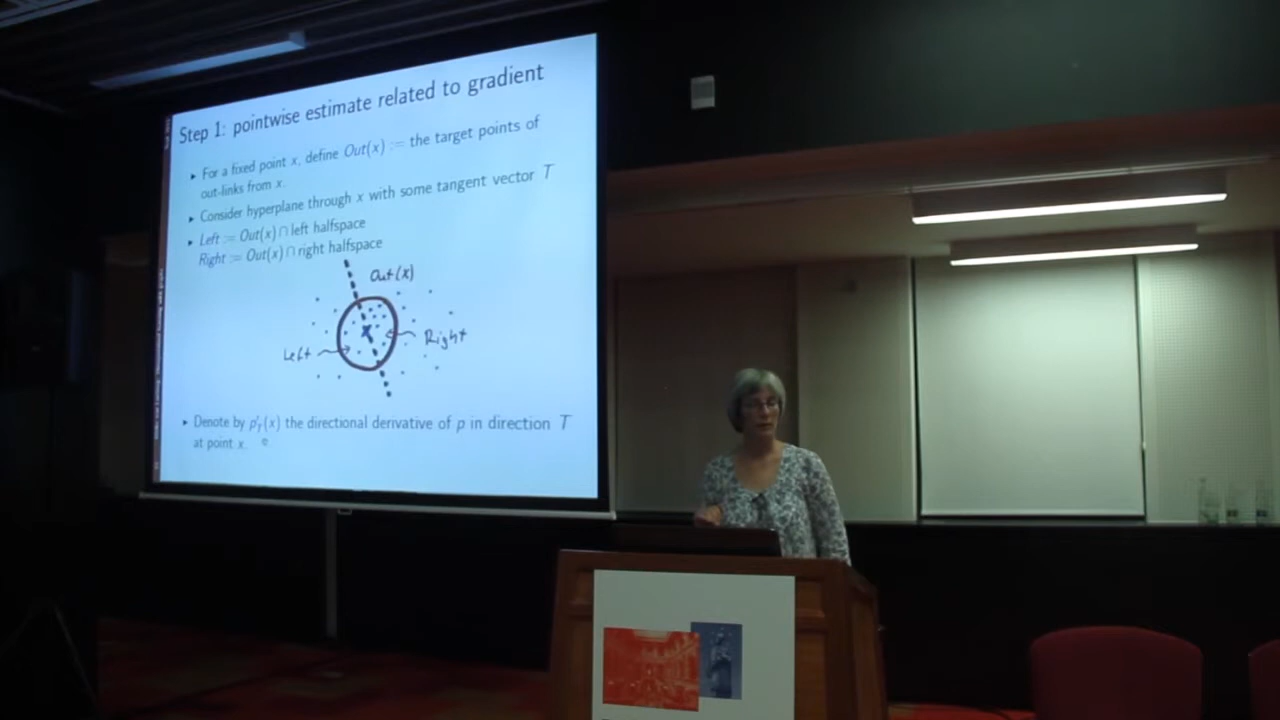 Step 1: pointwise estimate related to gradient
▸ For a fixed point x, define Out(x) := the target points of
out-links from x.
▸ Consider hyperplane through x with some tangent vector T
▸ Left := Out(x) ∩ left halfspace
Right := Out(x) ∩ right halfspace
Out(x)
x
Right
Left
▸ Denote by p′T(x) the directional derivative of p in direction T
at point x.